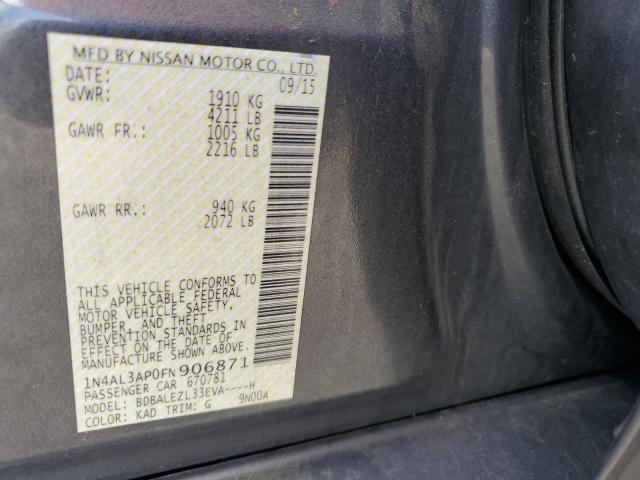 MFD BY NISSAN MOTOR CO., LTD.
DATE: 09/15
GVWR: 1910 KG
4211 LB
GAWR FR.: 1005 KG
2216 LB
GAWR RR.: 940 KG
2072 LB
THIS VEHICLE CONFORMS TO
ALL APPLICABLE FEDERAL
MOTOR VEHICLE SAFETY,
BUMPER, AND THEFT
PREVENTION STANDARDS IN
EFFECT ON THE DATE OF
MANUFACTURE SHOWN ABOVE.
1N4AL3AP0FN906871
PASSENGER CAR 670781
MODEL: BDBALEZL33EVA----H
COLOR: KAD TRIM: G 9N00A